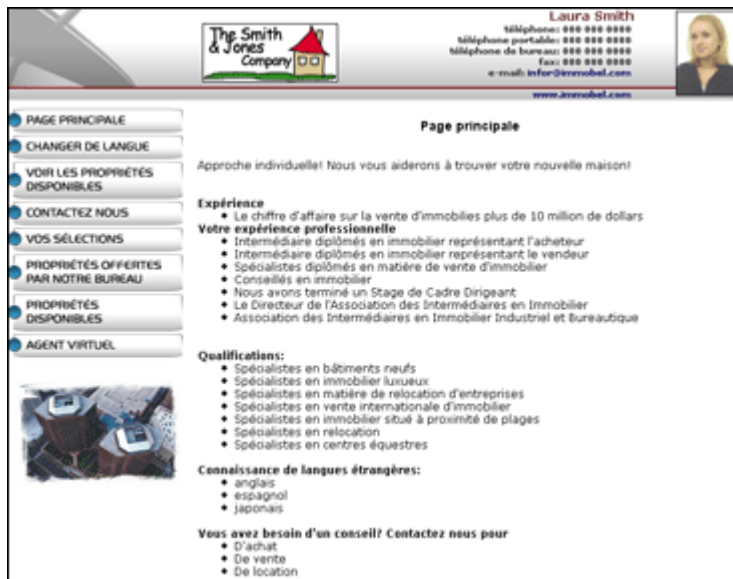 The Smith
& Jones
Company
Laura Smith
téléphone: 000 000 0000
téléphone portable: 000 000 0000
téléphone de bureau: 000 000 0000
fax: 000 000 0000
e-mail: infor@immobel.com
www.immobel.com
PAGE PRINCIPALE
CHANGER DE LANGUE
VOIR LES PROPRIÉTÉS
DISPONIBLES
CONTACTEZ NOUS
VOS SÉLECTIONS
PROPRIÉTÉS OFFERTES
PAR NOTRE BUREAU
PROPRIÉTÉS
DISPONIBLES
AGENT VIRTUEL
Page principale
Approche individuelle! Nous vous aiderons à trouver votre nouvelle maison!
Expérience
Le chiffre d'affaire sur la vente d'immobilies plus de 10 million de dollars
Votre expérience professionnelle
Intermédiaire diplômés en immobilier représentant l'acheteur
Intermédiaire diplômés en immobilier représentant le vendeur
Spécialistes diplômés en matière de vente d'immobilier
Conseillés en immobilier
Nous avons terminé un Stage de Cadre Dirigeant
Le Directeur de l'Association des Intermédiaires en Immobilier
Association des Intermédiaires en Immobilier Industriel et Bureautique
Qualifications:
Spécialistes en bâtiments neufs
Spécialistes en immobilier luxueux
Spécialistes en matière de relocation d'entreprises
Spécialistes en vente internationale d'immobilier
Spécialistes en immobilier situé à proximité de plages
Spécialistes en relocation
Spécialistes en centres équestres
Connaissance de langues étrangères:
anglais
espagnol
japonais
Vous avez besoin d'un conseil? Contactez nous pour
D'achat
De vente
De location